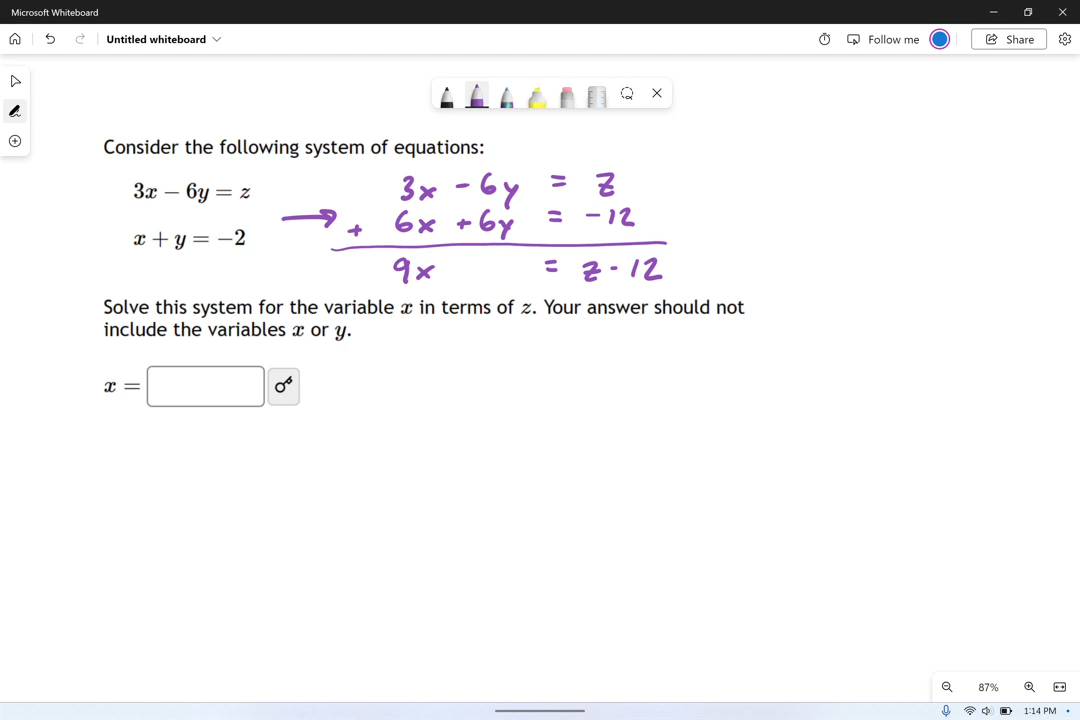 Microsoft Whiteboard
Untitled whiteboard
Follow me
Share
Consider the following system of equations:
3x − 6y = z
x + y = −2
3x - 6y = z
+ 6x + 6y = -12
9x = z - 12
Solve this system for the variable x in terms of z. Your answer should not
include the variables x or y.
x =
87%
1:14 PM